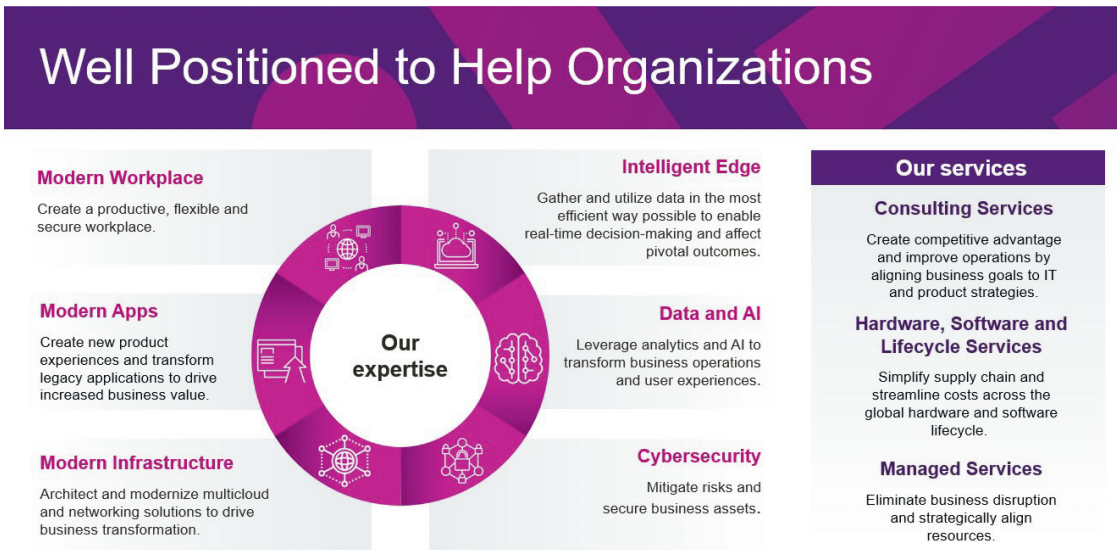 Well Positioned to Help Organizations
Modern Workplace
Create a productive, flexible and
secure workplace.
Modern Apps
Create new product
experiences and transform
legacy applications to drive
increased business value.
Modern Infrastructure
Architect and modernize multicloud
and networking solutions to drive
business transformation.
Our
expertise
Intelligent Edge
Gather and utilize data in the most
efficient way possible to enable
real-time decision-making and affect
pivotal outcomes.
Data and AI
Leverage analytics and AI to
transform business operations
and user experiences.
Cybersecurity
Mitigate risks and
secure business assets.
Our services
Consulting Services
Create competitive advantage
and improve operations by
aligning business goals to IT
and product strategies.
Hardware, Software and
Lifecycle Services
Simplify supply chain and
streamline costs across the
global hardware and software
lifecycle.
Managed Services
Eliminate business disruption
and strategically align
resources.